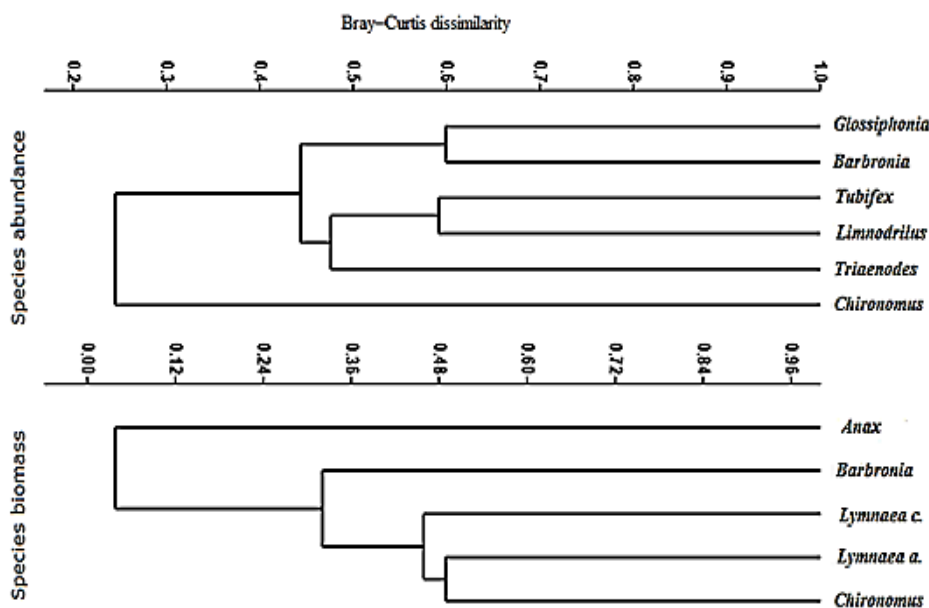 Bray–Curtis dissimilarity
0.2 0.3 0.4 0.5 0.6 0.7 0.8 0.9 1.0
Species abundance
Glossiphonia
Barbronia
Tubifex
Limnodrilus
Triaenodes
Chironomus
0.00 0.12 0.24 0.36 0.48 0.60 0.72 0.84 0.96
Species biomass
Anax
Barbronia
Lymnaea c.
Lymnaea a.
Chironomus